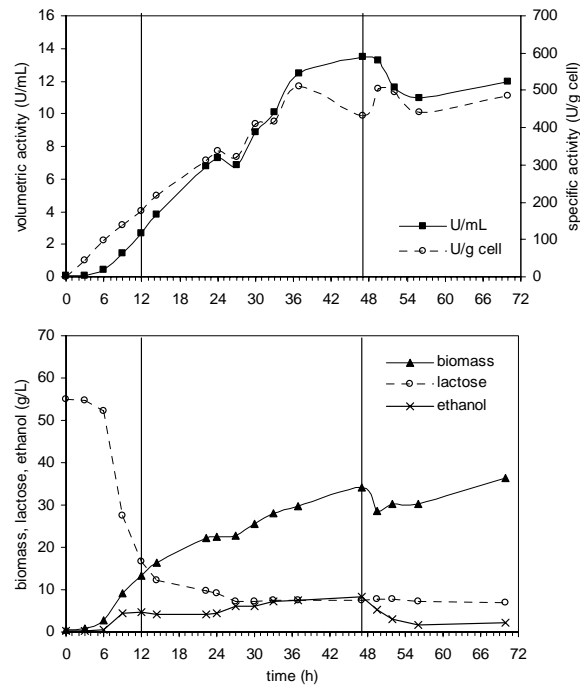 16 700
14 600
12 500
10 400
8
6 300
4 200
2 100
0 0
volumetric activity (U/mL)
specific activity (U/g cell)
U/mL
U/g cell
0 6 12 18 24 30 36 42 48 54 60 66 72
70
60
50
40
30
20
10
0
biomass, lactose, ethanol (g/L)
biomass
lactose
ethanol
0 6 12 18 24 30 36 42 48 54 60 66 72
time (h)